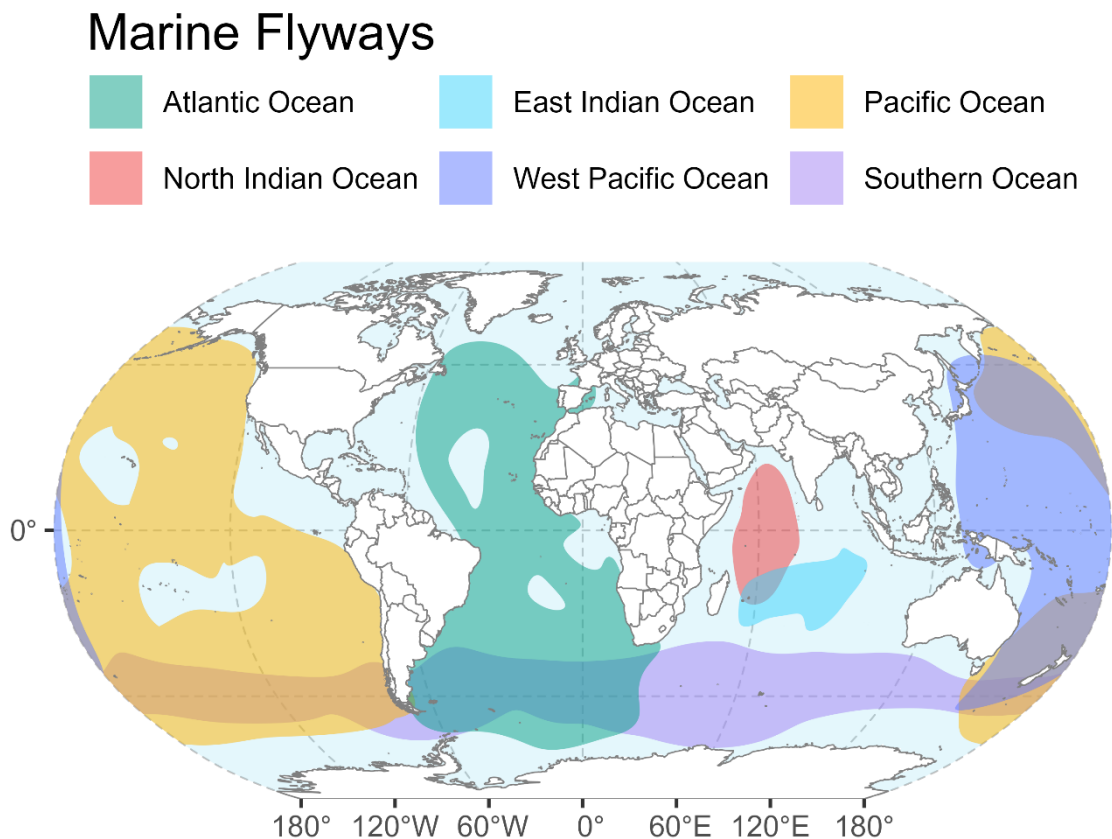 Marine Flyways
Atlantic Ocean East Indian Ocean Pacific Ocean
North Indian Ocean West Pacific Ocean Southern Ocean
0°
180° 120°W 60°W 0° 60°E 120°E 180°